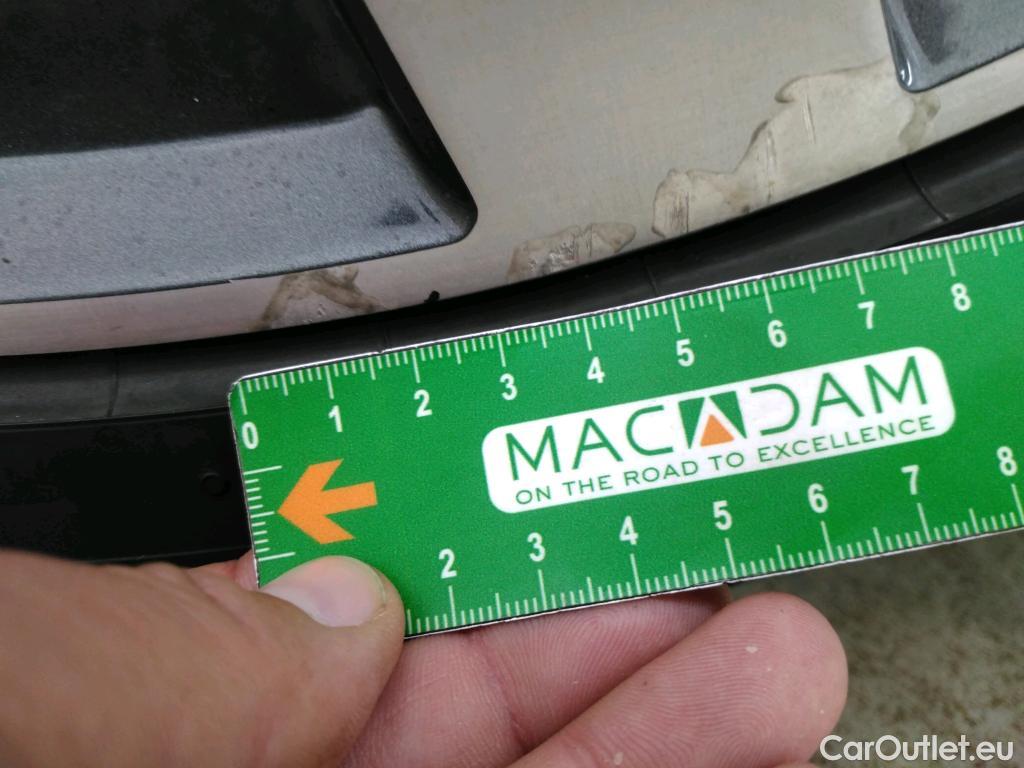 0 1 2 3 4 5 6 7 8
MACADAM
ON THE ROAD TO EXCELLENCE
2 3 4 5 6 7 8
CarOutlet.eu